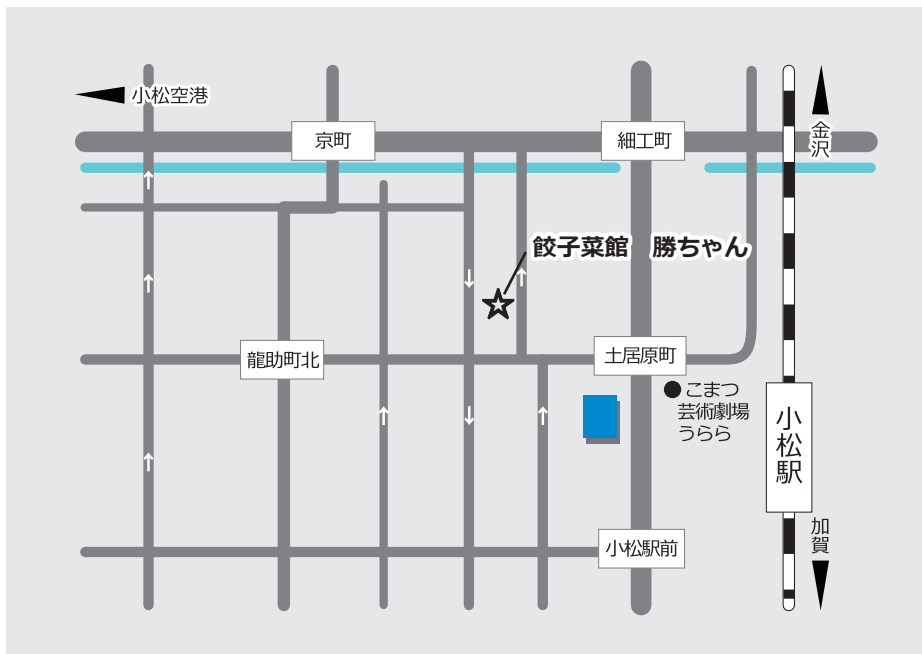 小松空港
京町
細工町
金沢
餃子菜館　勝ちゃん
龍助町北
土居原町
こまつ
芸術劇場
うらら
小松駅
加賀
小松駅前